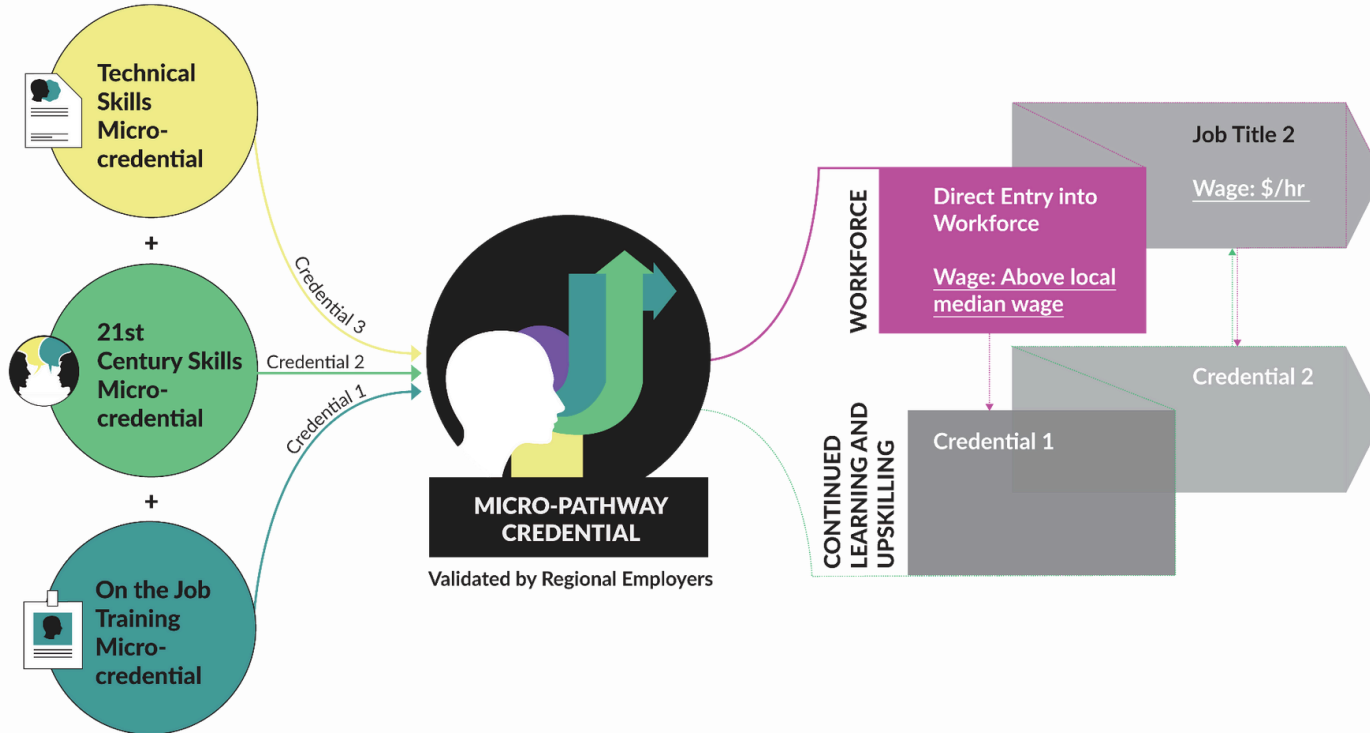 Technical
Skills
Micro-
credential
+
21st
Century Skills
Micro-
credential
+
On the Job
Training
Micro-
credential
Credential 3
Credential 2
Credential 1
MICRO-PATHWAY
CREDENTIAL
Validated by Regional Employers
WORKFORCE
Direct Entry into
Workforce
Wage: Above local
median wage
Job Title 2
Wage: $/hr
CONTINUED
LEARNING AND
UPSKILLING
Credential 1
Credential 2